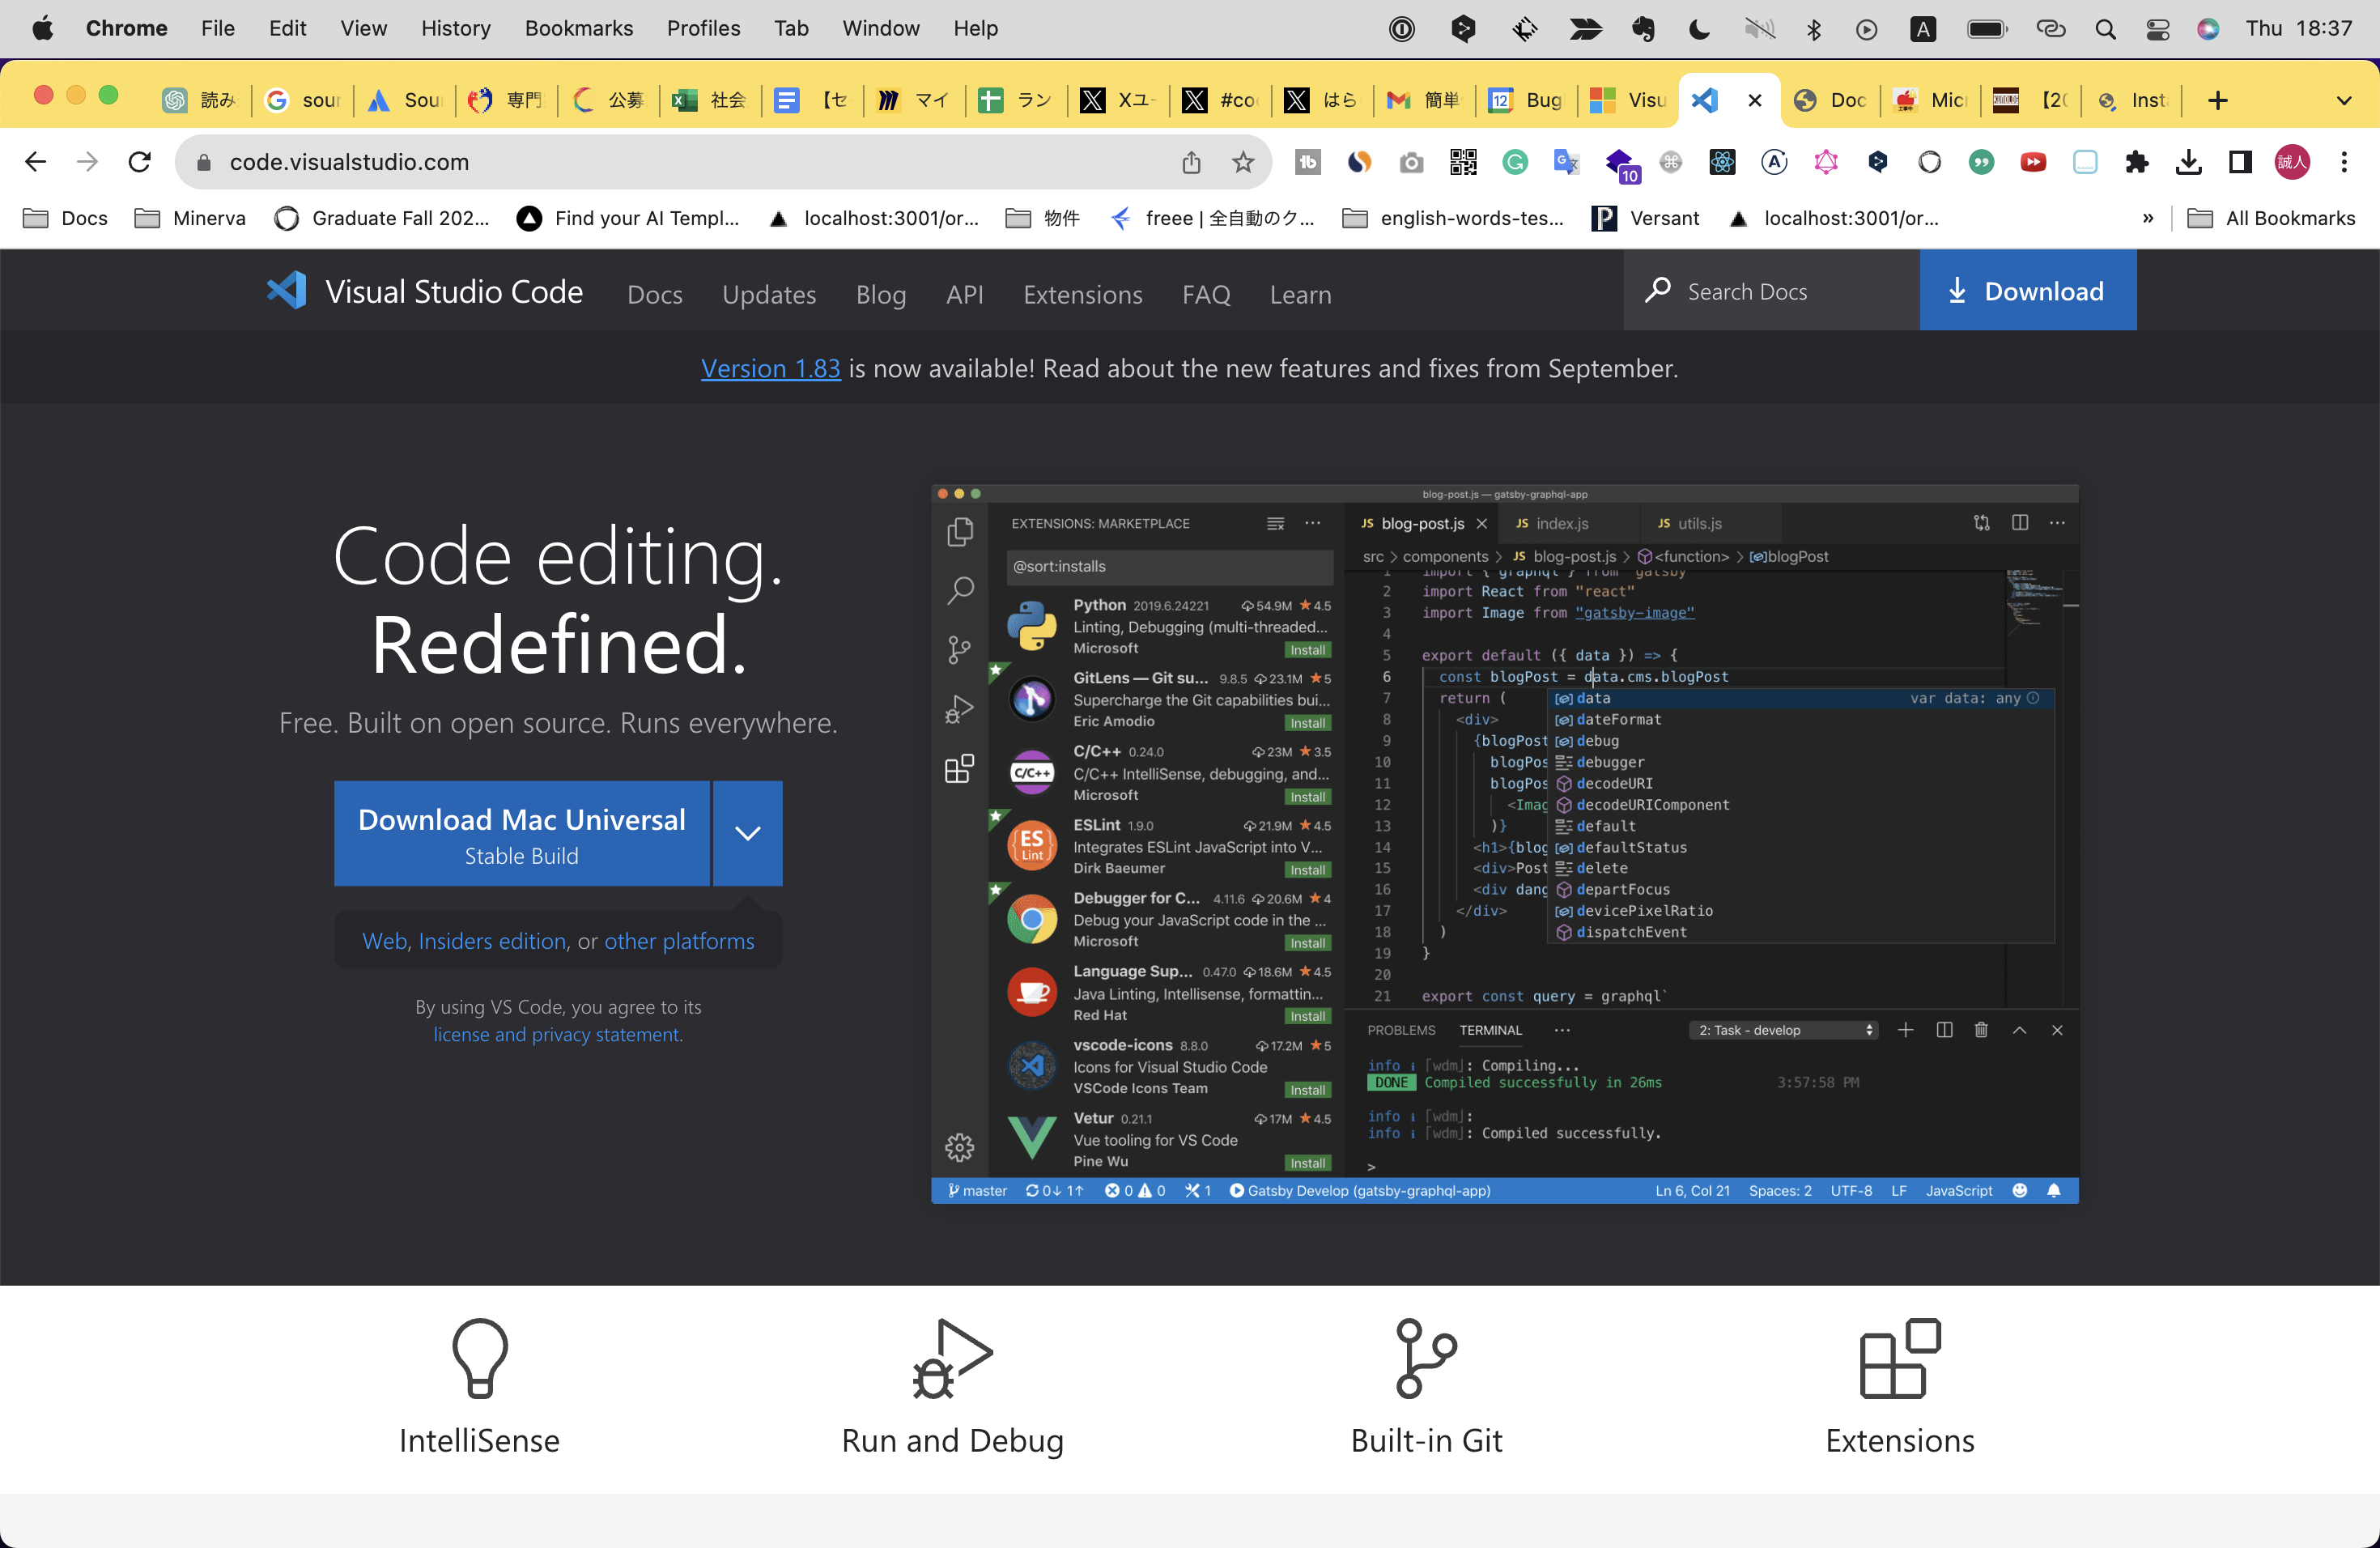 Chrome File Edit View History Bookmarks Profiles Tab Window Help
A
Thu 18:37
読み
sour
Sou
専門
公募
社会
【セ
マイ
ラン
Xユー
#co
はら
簡単
12 Bug
Visu
Doc
Mic
【20
Inst
code.visualstudio.com
10
誠人
Docs
Minerva
Graduate Fall 202...
Find your AI Templ...
localhost:3001/or...
物件
freee | 全自動のク...
english-words-tes...
Versant
localhost:3001/or...
»
All Bookmarks
Visual Studio Code
Docs Updates Blog API Extensions FAQ Learn
Search Docs
Download
Version 1.83 is now available! Read about the new features and fixes from September.
Code editing.
Redefined.
Free. Built on open source. Runs everywhere.
Download Mac Universal
Stable Build
Web, Insiders edition, or other platforms
By using VS Code, you agree to its
license and privacy statement.
blog-post.js — gatsby-graphql-app
EXTENSIONS: MARKETPLACE
@sort:installs
Python 2019.6.24221 54.9M ★4.5
Linting, Debugging (multi-threaded...
Microsoft Install
GitLens — Git su... 9.8.5 23.1M ★5
Supercharge the Git capabilities bui...
Eric Amodio Install
C/C++
C/C++ 0.24.0 23M ★3.5
C/C++ IntelliSense, debugging, and...
Microsoft Install
ES
Lint
ESLint 1.9.0 21.9M ★4.5
Integrates ESLint JavaScript into V...
Dirk Baeumer Install
Debugger for C... 4.11.6 20.6M ★4
Debug your JavaScript code in the ...
Microsoft Install
Language Sup... 0.47.0 18.6M ★4.5
Java Linting, Intellisense, formattin...
Red Hat Install
vscode-icons 8.8.0 17.2M ★5
Icons for Visual Studio Code
VSCode Icons Team Install
Vetur 0.21.1 17M ★4.5
Vue tooling for VS Code
Pine Wu Install
JS blog-post.js
JS index.js
JS utils.js
src > components > JS blog-post.js > <function> > blogPost
1 import { graphql } from "gatsby"
2 import React from "react"
3 import Image from "gatsby-image"
4
5 export default ({ data }) => {
6 const blogPost = data.cms.blogPost
7 return (
8 <div>
9 {blogPost
10 blogPos
11 blogPos
12 <Imag
13 )}
14 <h1>{blog
15 <div>Post
16 <div dang
17 </div>
18 )
19 }
20
21 export const query = graphql`
data var data: any
dateFormat
debug
debugger
decodeURI
decodeURIComponent
default
defaultStatus
delete
departFocus
devicePixelRatio
dispatchEvent
PROBLEMS TERMINAL ···
2: Task - develop
info i ｢wdm｣: Compiling...
DONE Compiled successfully in 26ms 3:57:58 PM
info i ｢wdm｣:
info i ｢wdm｣: Compiled successfully.
>
master 0↓ 1↑ 0 0 1 Gatsby Develop (gatsby-graphql-app)
Ln 6, Col 21 Spaces: 2 UTF-8 LF JavaScript
IntelliSense
Run and Debug
Built-in Git
Extensions